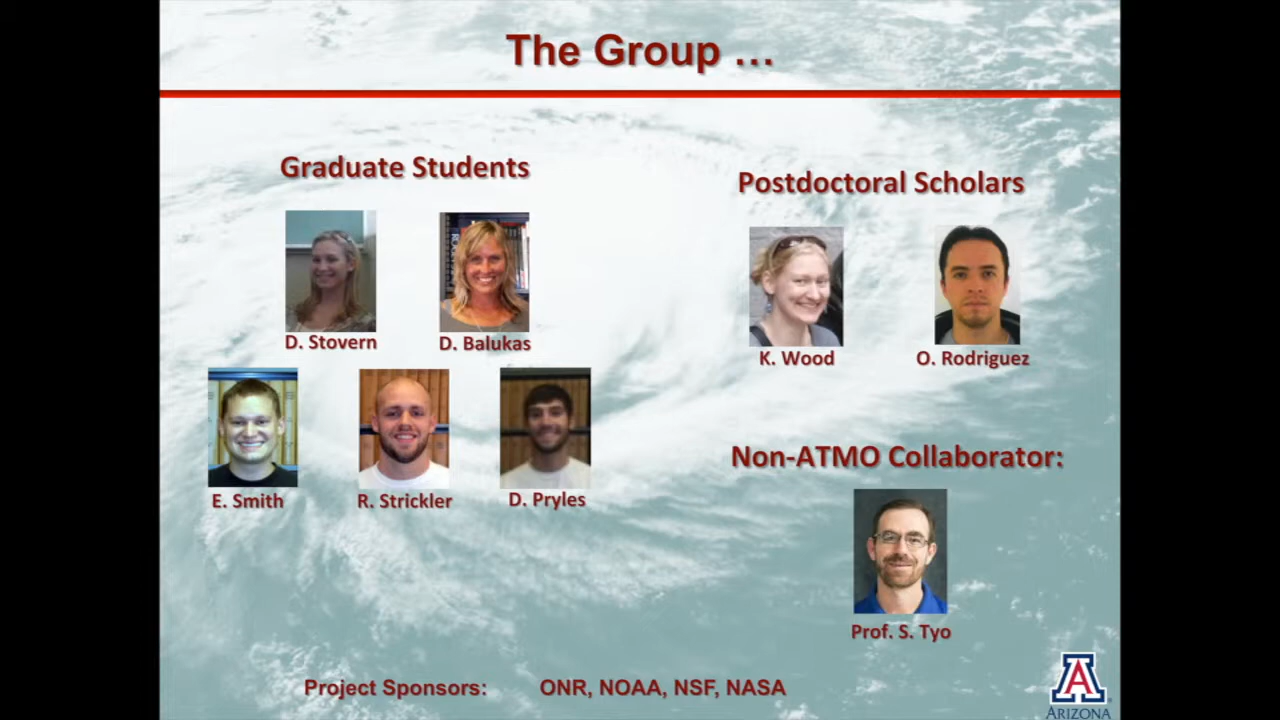 The Group …
Graduate Students
Postdoctoral Scholars
D. Stovern
D. Balukas
K. Wood
O. Rodriguez
E. Smith
R. Strickler
D. Pryles
Non-ATMO Collaborator:
Prof. S. Tyo
Project Sponsors: ONR, NOAA, NSF, NASA
A
ARIZONA